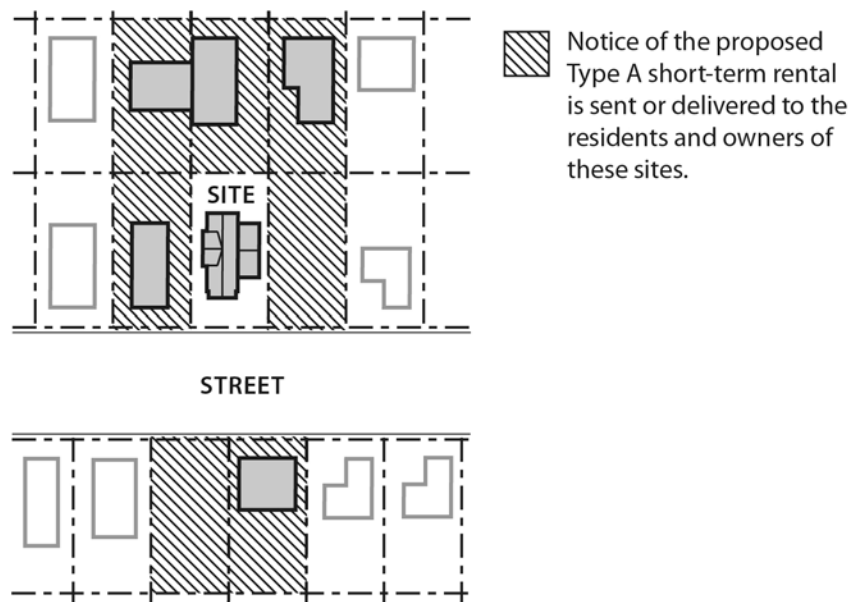 Notice of the proposed
Type A short-term rental
is sent or delivered to the
residents and owners of
these sites.
SITE
STREET